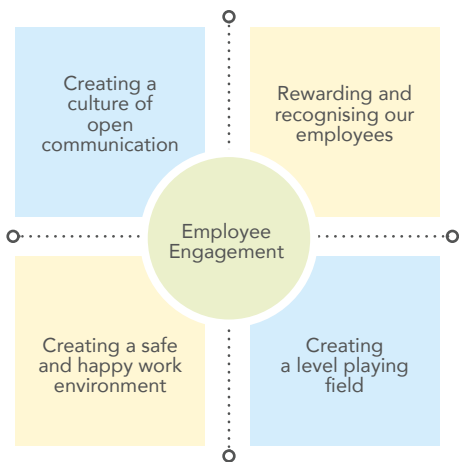 Creating a
culture of
open
communication
Rewarding and
recognising our
employees
Employee
Engagement
Creating a safe
and happy work
environment
Creating
a level playing
field